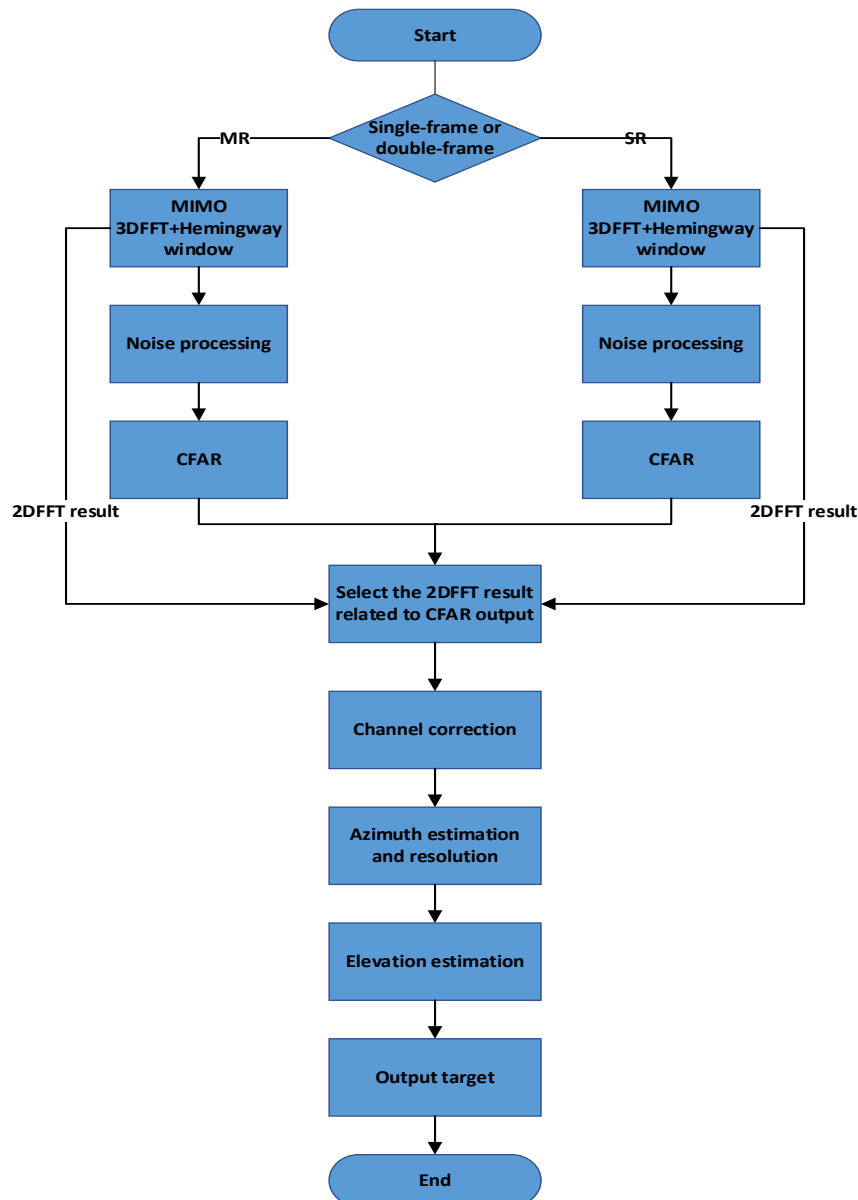 Start
Single-frame or
double-frame
MR
SR
MIMO
3DFFT+Hemingway
window
MIMO
3DFFT+Hemingway
window
Noise processing
Noise processing
CFAR
CFAR
2DFFT result
2DFFT result
Select the 2DFFT result
related to CFAR output
Channel correction
Azimuth estimation
and resolution
Elevation estimation
Output target
End